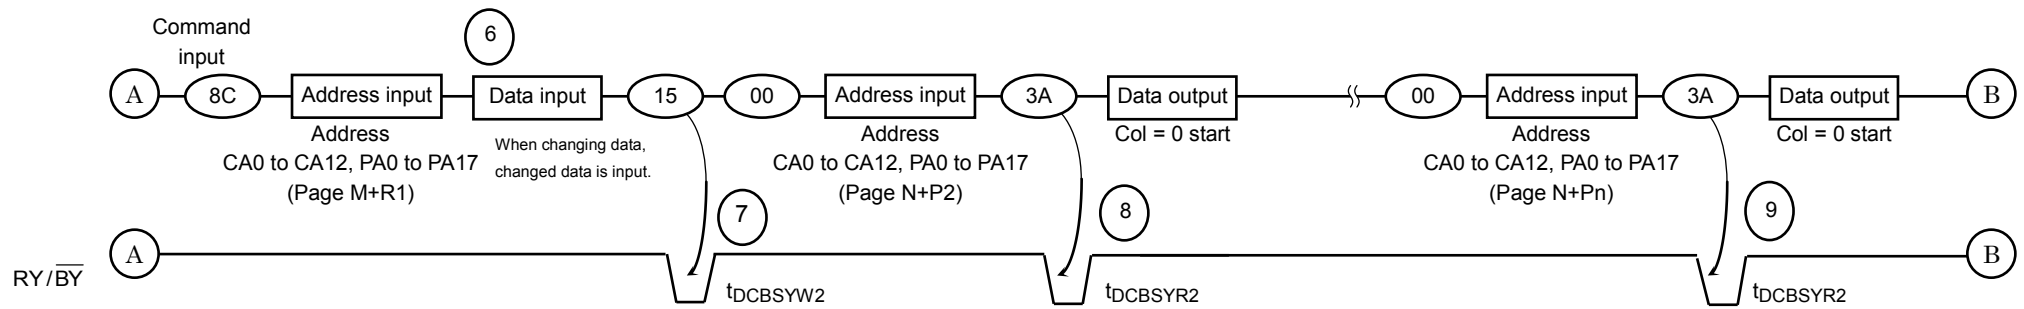 Command
input
6
A 8C Address input Data input 15 00 Address input 3A Data output 00 Address input 3A Data output B
Address
CA0 to CA12, PA0 to PA17
(Page M+R1)
When changing data,
changed data is input.
Address
CA0 to CA12, PA0 to PA17
(Page N+P2)
Col = 0 start
Address
CA0 to CA12, PA0 to PA17
(Page N+Pn)
Col = 0 start
7
8
9
A
B
RY/BY
tDCBSYW2
tDCBSYR2
tDCBSYR2